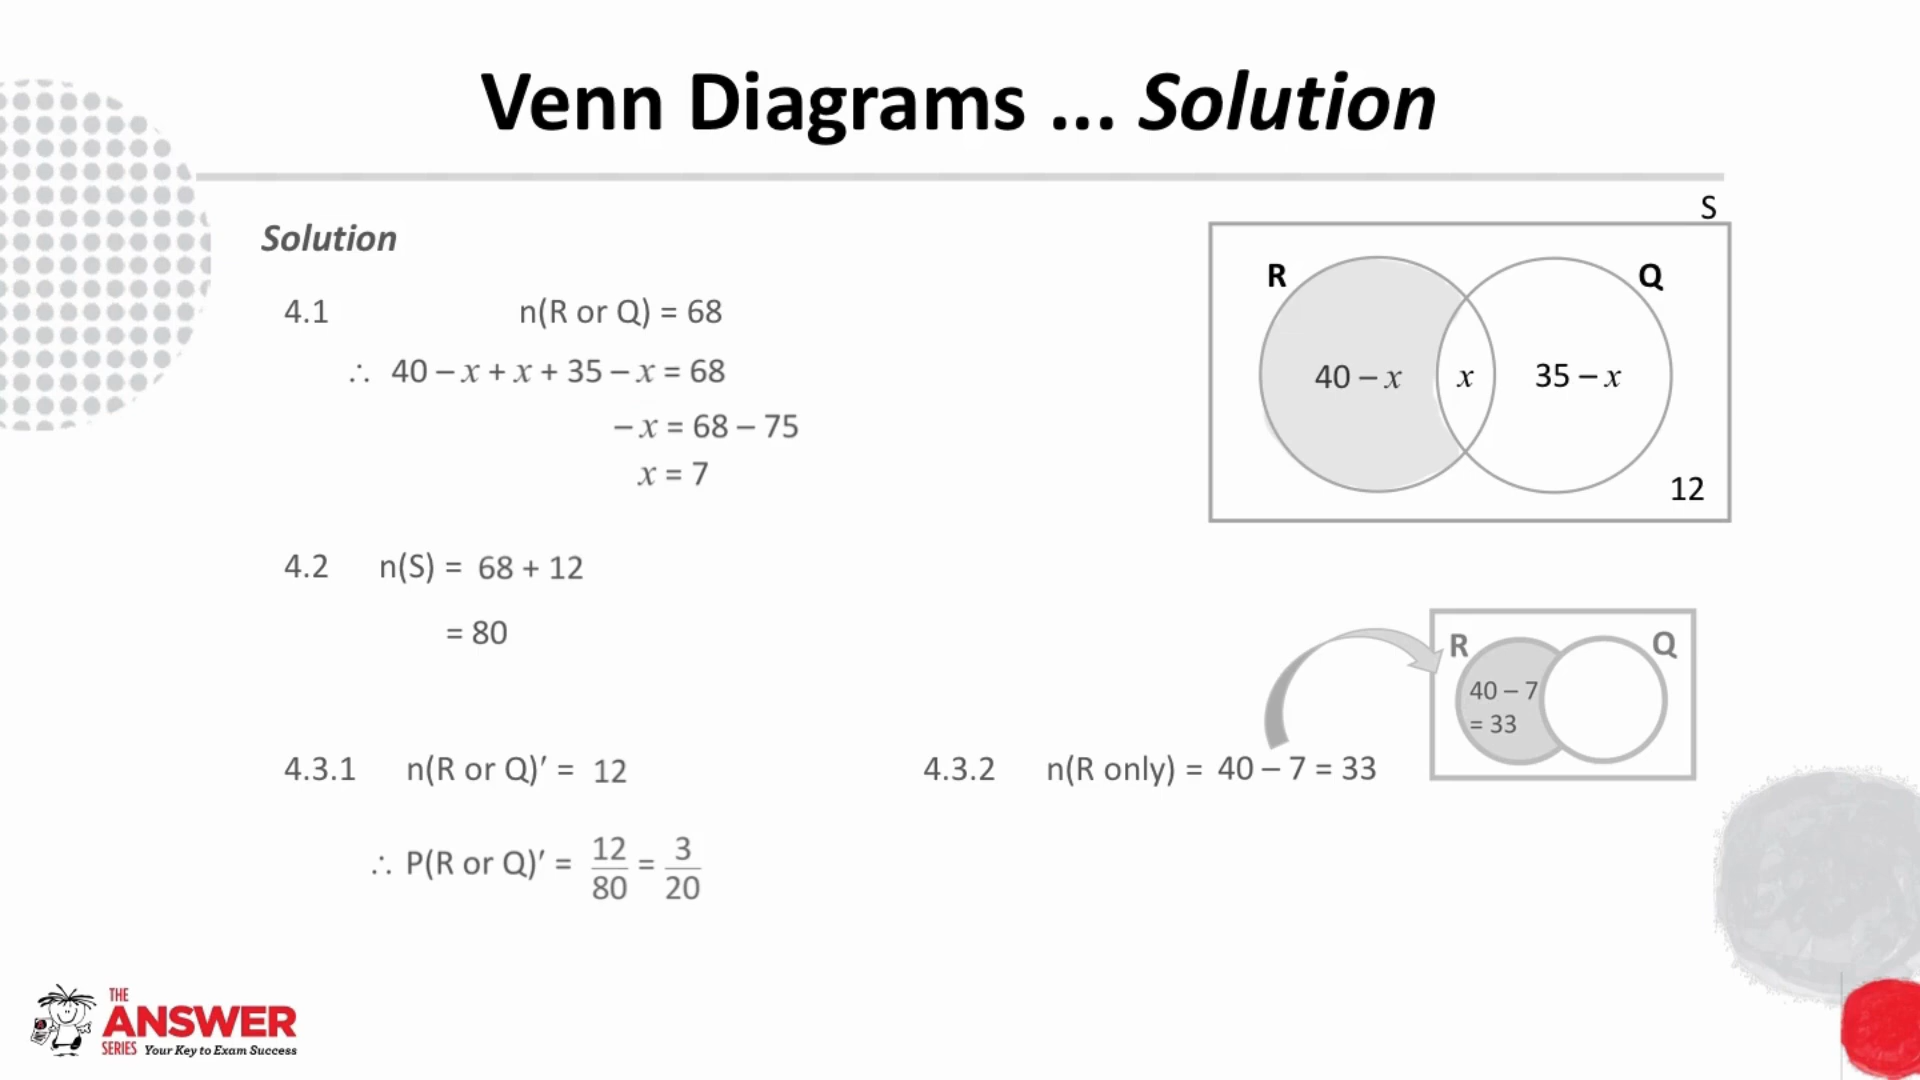 Venn Diagrams ... Solution
S
Solution
R
Q
4.1 n(R or Q) = 68
∴ 40 – x + x + 35 – x = 68
40 – x
x
35 – x
– x = 68 – 75
x = 7
12
4.2 n(S) = 68 + 12
= 80
R
Q
40 – 7
= 33
4.3.1 n(R or Q)′ = 12
4.3.2 n(R only) = 40 – 7 = 33
∴ P(R or Q)′ = 12/80 = 3/20
THE
ANSWER
SERIES Your Key to Exam Success